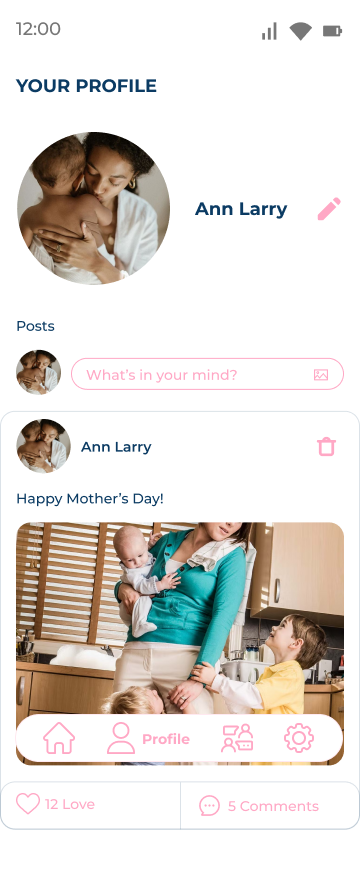 12:00
YOUR PROFILE
Ann Larry
Posts
What's in your mind?
Ann Larry
Happy Mother's Day!
Profile
12 Love
5 Comments